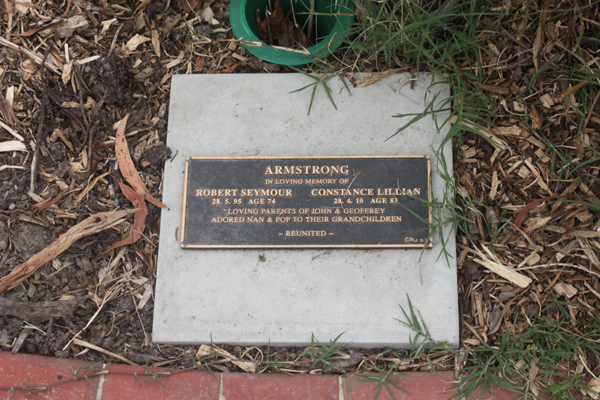 ARMSTRONG
IN LOVING MEMORY OF
ROBERT SEYMOUR CONSTANCE LILLIAN
28. 5. 95 AGE 74 28. 4. 10 AGE 83
LOVING PARENTS OF JOHN & GEOFFREY
ADORED NAN & POP TO THEIR GRANDCHILDREN
~ REUNITED ~